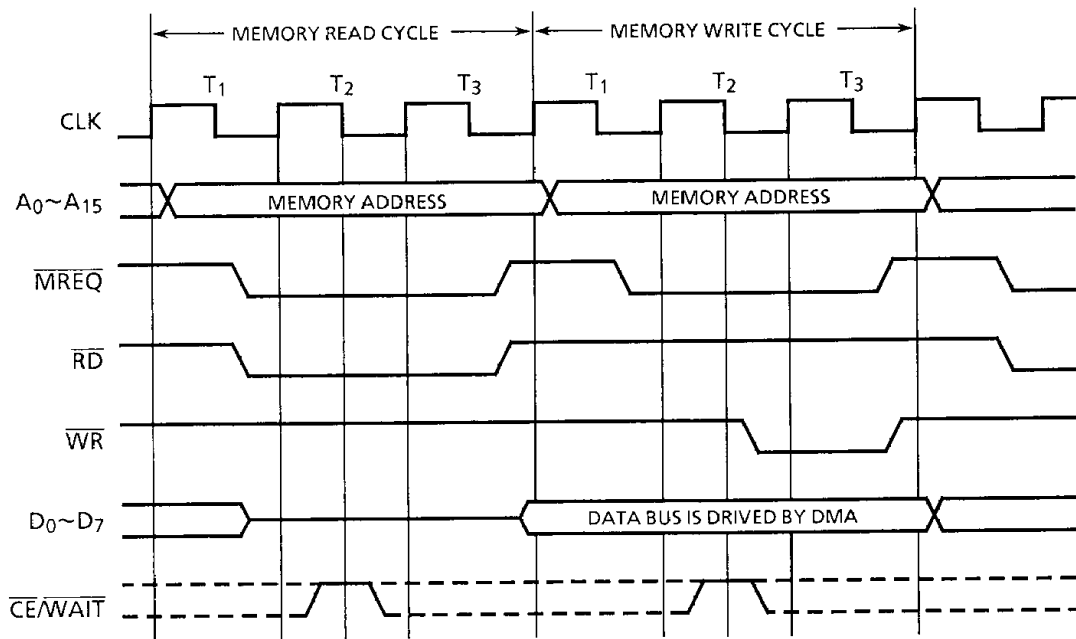 MEMORY READ CYCLE MEMORY WRITE CYCLE
T1 T2 T3 T1 T2 T3
CLK
A0~A15 MEMORY ADDRESS MEMORY ADDRESS
MREQ
RD
WR
D0~D7 DATA BUS IS DRIVED BY DMA
CE/WAIT